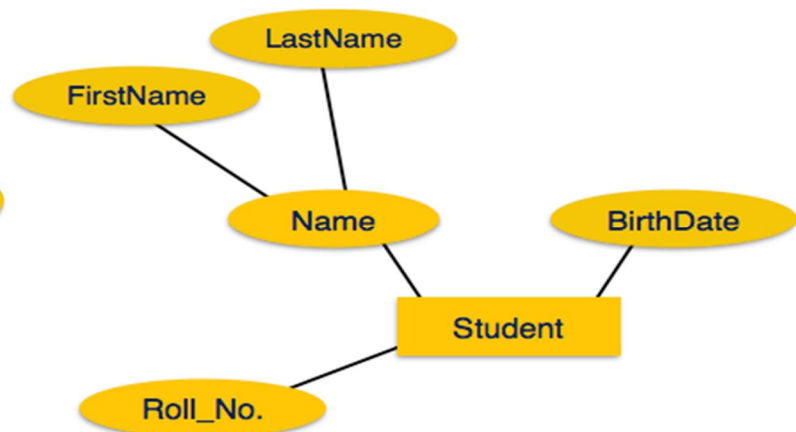 LastName
FirstName
Name
BirthDate
Student
Roll_No.